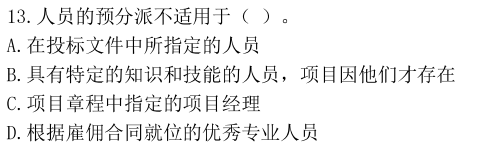 13.人员的预分派不适用于（ ）。
A.在投标文件中所指定的人员
B.具有特定的知识和技能的人员，项目因他们才存在
C.项目章程中指定的项目经理
D.根据雇佣合同就位的优秀专业人员